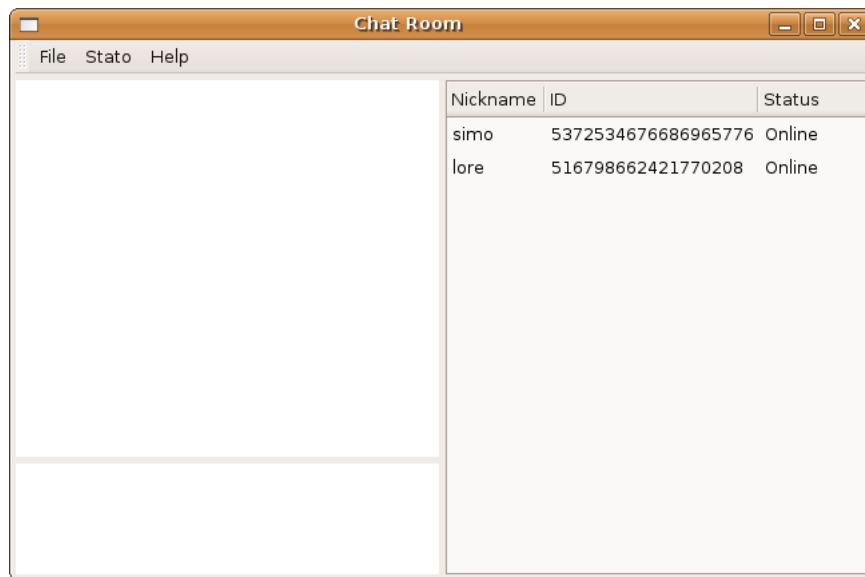 Chat Room
File Stato Help
Nickname ID Status
simo 5372534676686965776 Online
lore 516798662421770208 Online